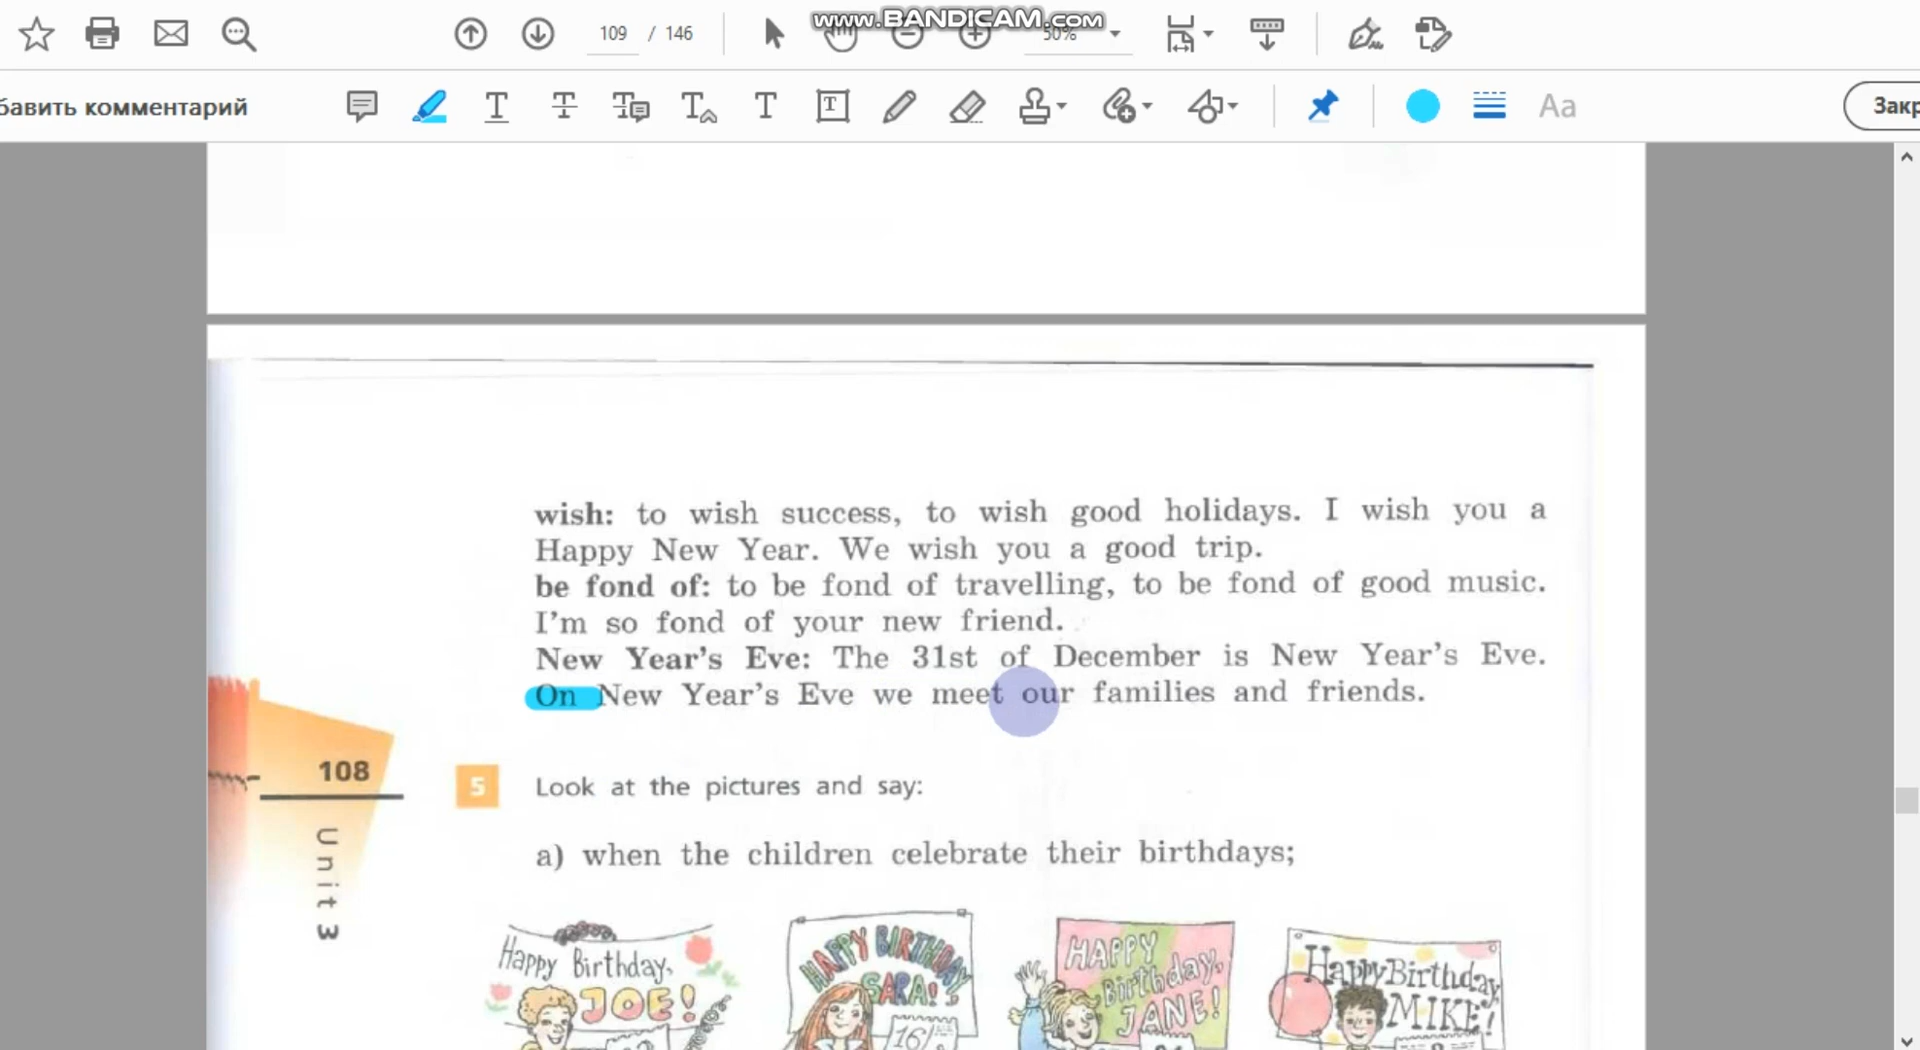 www.BANDICAM.com
109 / 146
50%
бавить комментарий
Aa
Закр
wish: to wish success, to wish good holidays. I wish you a
Happy New Year. We wish you a good trip.
be fond of: to be fond of travelling, to be fond of good music.
I'm so fond of your new friend.
New Year's Eve: The 31st of December is New Year's Eve.
On New Year's Eve we meet our families and friends.
108
Unit 3
5 Look at the pictures and say:
a) when the children celebrate their birthdays;
Happy Birthday,
JOE!
HAPPY BIRTHDAY
SARA!
16/
HAPPY
Birthday,
JANE!
Happy Birthday,
MIKE!